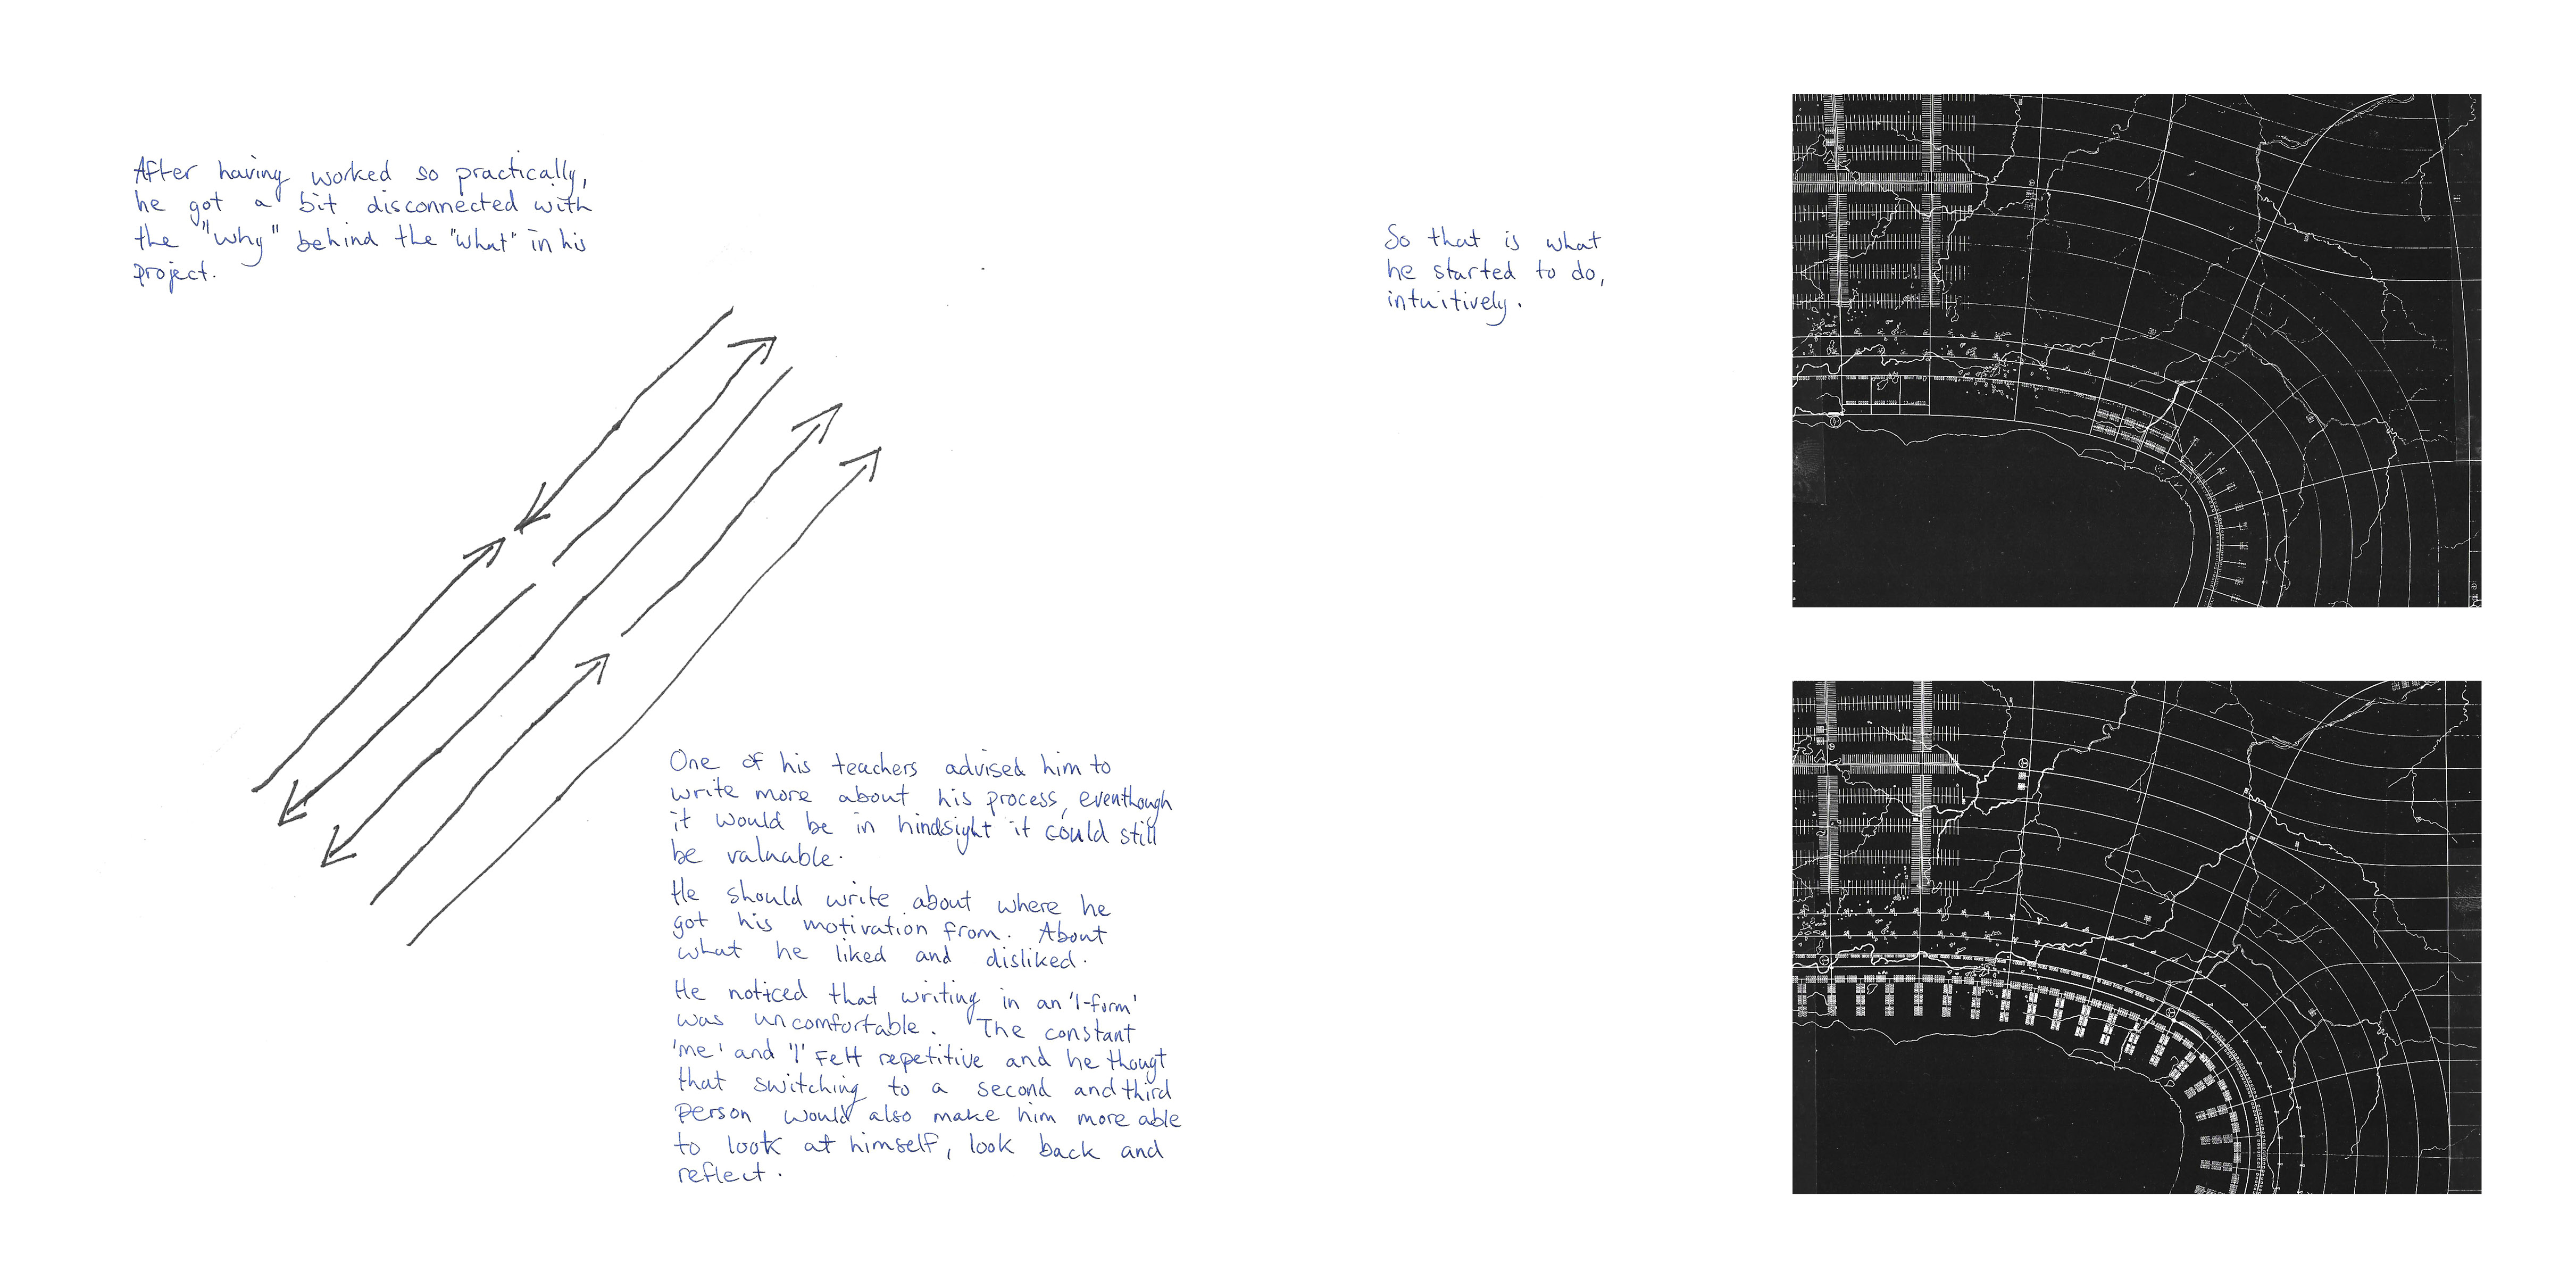 After having worked so practically,
he got a bit disconnected with
the "why" behind the "what" in his
project.
One of his teachers advised him to
write more about his process, eventhough
it would be in hindsight it could still
be valuable.
He should write about where he
got his motivation from. About
what he liked and disliked.
He noticed that writing in an 'I-form'
was uncomfortable. The constant
'me' and 'I' felt repetitive and he thougt
that switching to a second and third
person would also make him more able
to look at himself, look back and
reflect.
So that is what
he started to do,
intuitively.